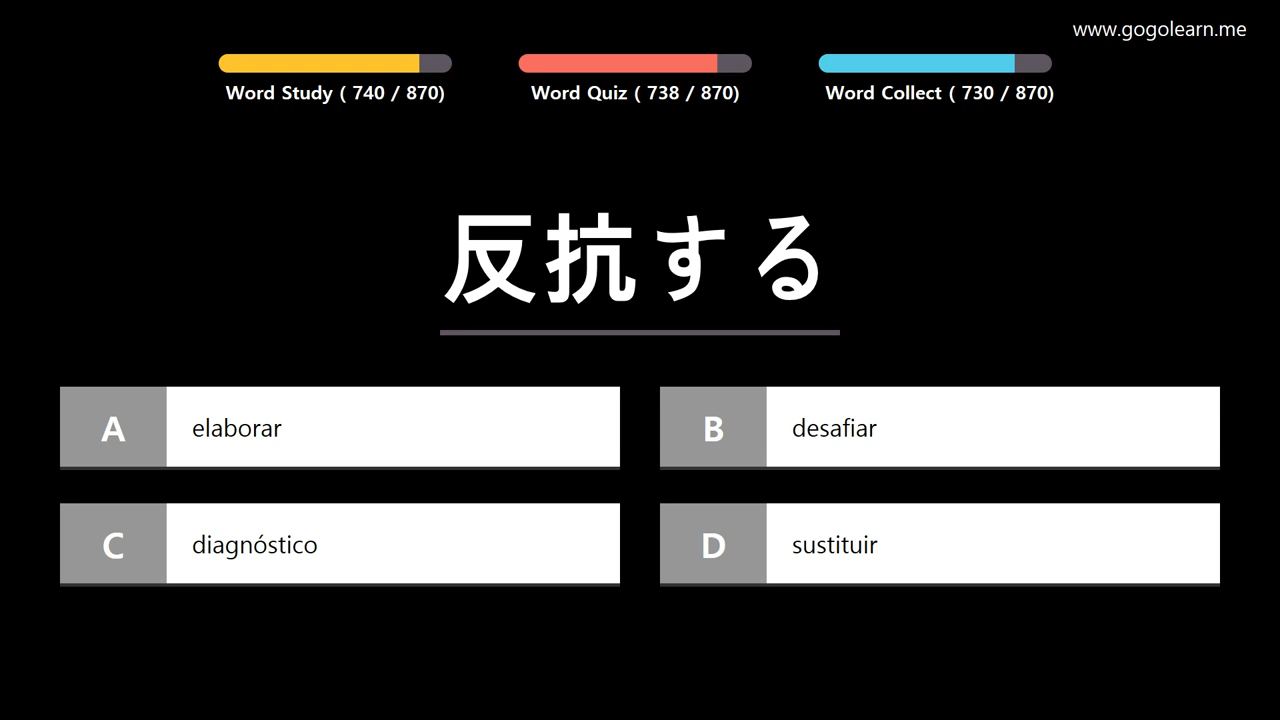 www.gogolearn.me
Word Study ( 740 / 870)
Word Quiz ( 738 / 870)
Word Collect ( 730 / 870)
反抗する
A elaborar
B desafiar
C diagnóstico
D sustituir